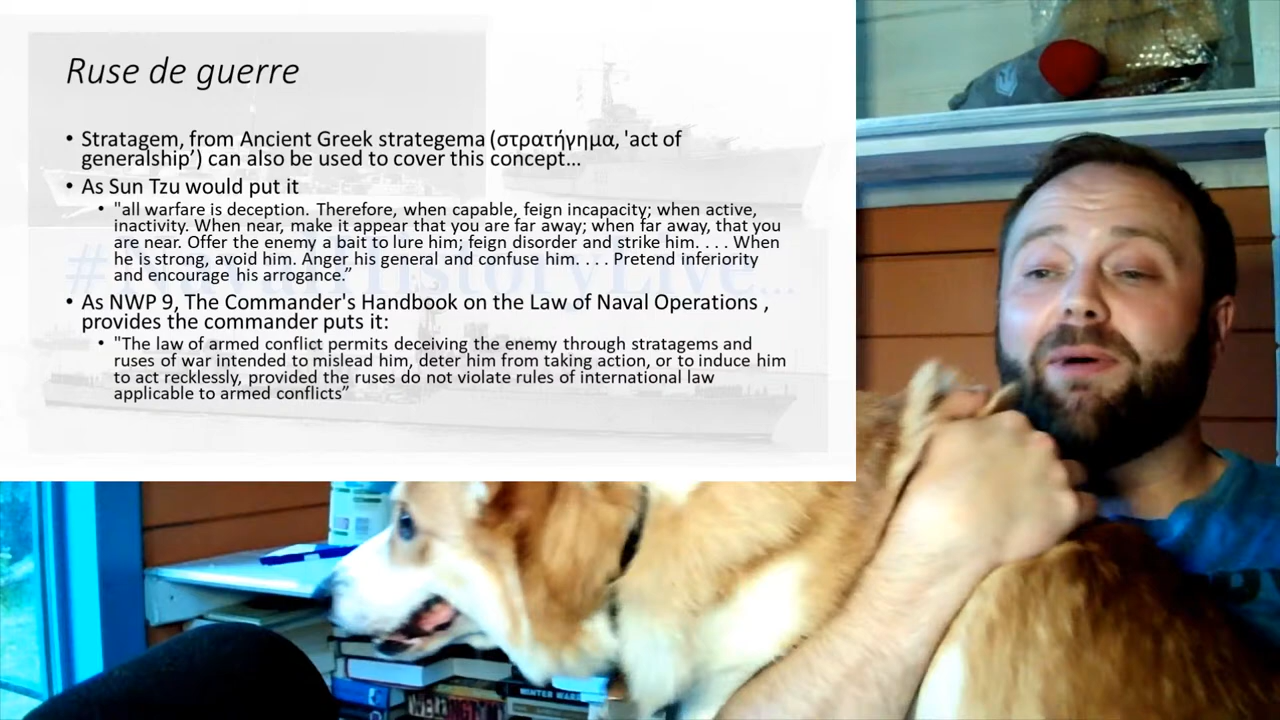 Ruse de guerre
• Stratagem, from Ancient Greek strategema (στρατήγημα, 'act of
generalship’) can also be used to cover this concept…
• As Sun Tzu would put it
• "all warfare is deception. Therefore, when capable, feign incapacity; when active,
inactivity. When near, make it appear that you are far away; when far away, that you
are near. Offer the enemy a bait to lure him; feign disorder and strike him. . . . When
he is strong, avoid him. Anger his general and confuse him. . . . Pretend inferiority
and encourage his arrogance.”
• As NWP 9, The Commander's Handbook on the Law of Naval Operations ,
provides the commander puts it:
• "The law of armed conflict permits deceiving the enemy through stratagems and
ruses of war intended to mislead him, deter him from taking action, or to induce him
to act recklessly, provided the ruses do not violate rules of international law
applicable to armed conflicts”
WINTER WAR